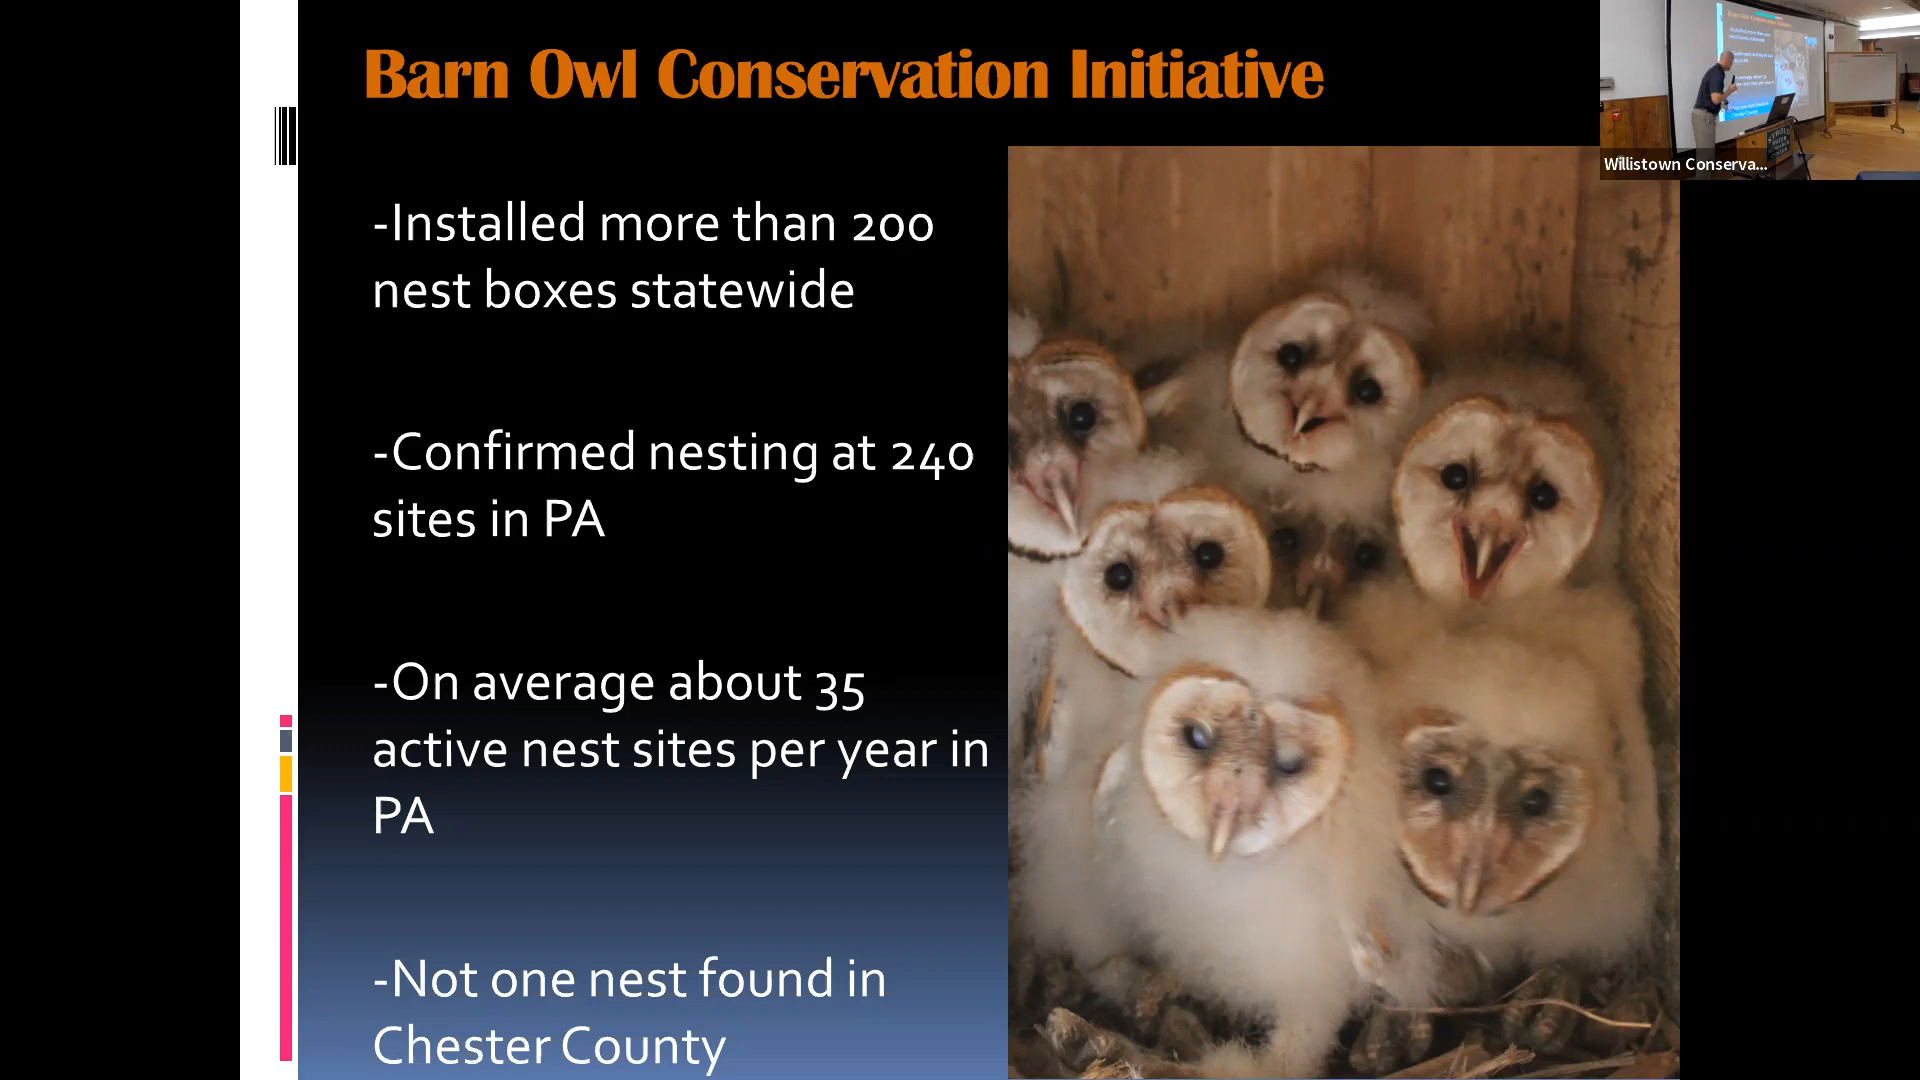 Barn Owl Conservation Initiative
-Installed more than 200
nest boxes statewide
-Confirmed nesting at 240
sites in PA
-On average about 35
active nest sites per year in
PA
-Not one nest found in
Chester County
Willistown Conserva...